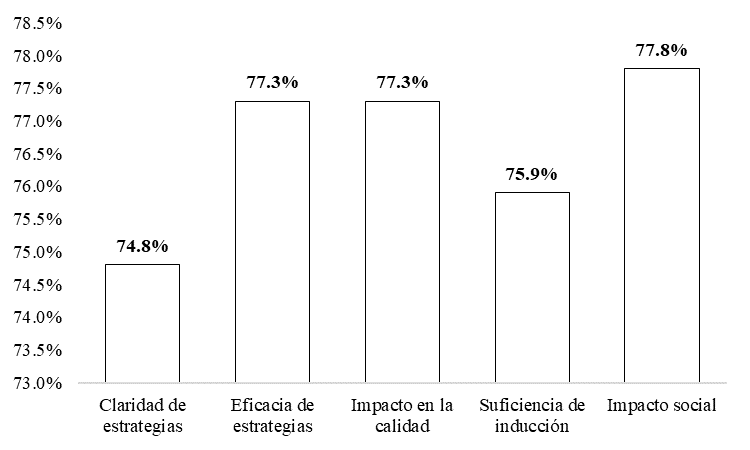 78.5%
78.0%
77.5%
77.0%
76.5%
76.0%
75.5%
75.0%
74.5%
74.0%
73.5%
73.0%
74.8%
77.3%
77.3%
75.9%
77.8%
Claridad de
estrategias
Eficacia de
estrategias
Impacto en la
calidad
Suficiencia de
inducción
Impacto social